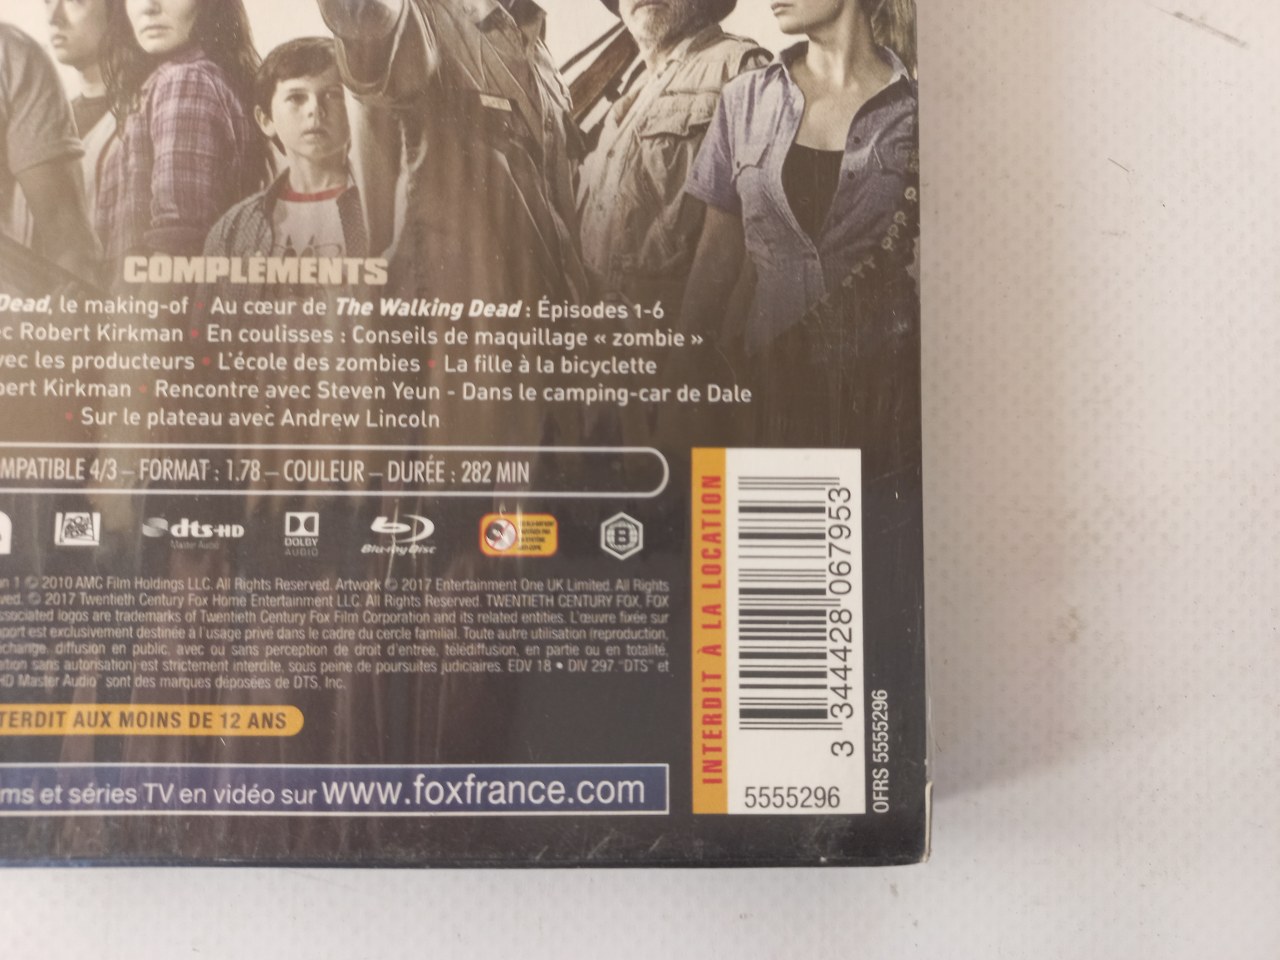 COMPLÉMENTS
Dead, le making-of • Au cœur de The Walking Dead : Épisodes 1-6
ec Robert Kirkman • En coulisses : Conseils de maquillage « zombie »
vec les producteurs • L'école des zombies • La fille à la bicyclette
bert Kirkman • Rencontre avec Steven Yeun - Dans le camping-car de Dale
• Sur le plateau avec Andrew Lincoln
MPATIBLE 4/3 – FORMAT : 1.78 – COULEUR – DURÉE : 282 MIN
dts-HD
Master Audio
DOLBY
AUDIO
Blu-ray Disc
B
on 1 © 2010 AMC Film Holdings LLC. All Rights Reserved. Artwork © 2017 Entertainment One UK Limited. All Rights
ved. © 2017 Twentieth Century Fox Home Entertainment LLC. All Rights Reserved. TWENTIETH CENTURY FOX, FOX
ssociated logos are trademarks of Twentieth Century Fox Film Corporation and its related entities. L'œuvre fixée sur
pport est exclusivement destinée à l'usage privé dans le cadre du cercle familial. Toute autre utilisation (reproduction,
change, diffusion en public, avec ou sans perception de droit d'entrée, télédiffusion, en partie ou en totalité,
ation sans autorisation) est strictement interdite, sous peine de poursuites judiciaires. EDV 18 • DIV 297 "DTS" et
HD Master Audio" sont des marques déposées de DTS, Inc.
TERDIT AUX MOINS DE 12 ANS
ms et séries TV en vidéo sur www.foxfrance.com
INTERDIT À LA LOCATION
3 344428 067953
5555296
OFRS 5555296